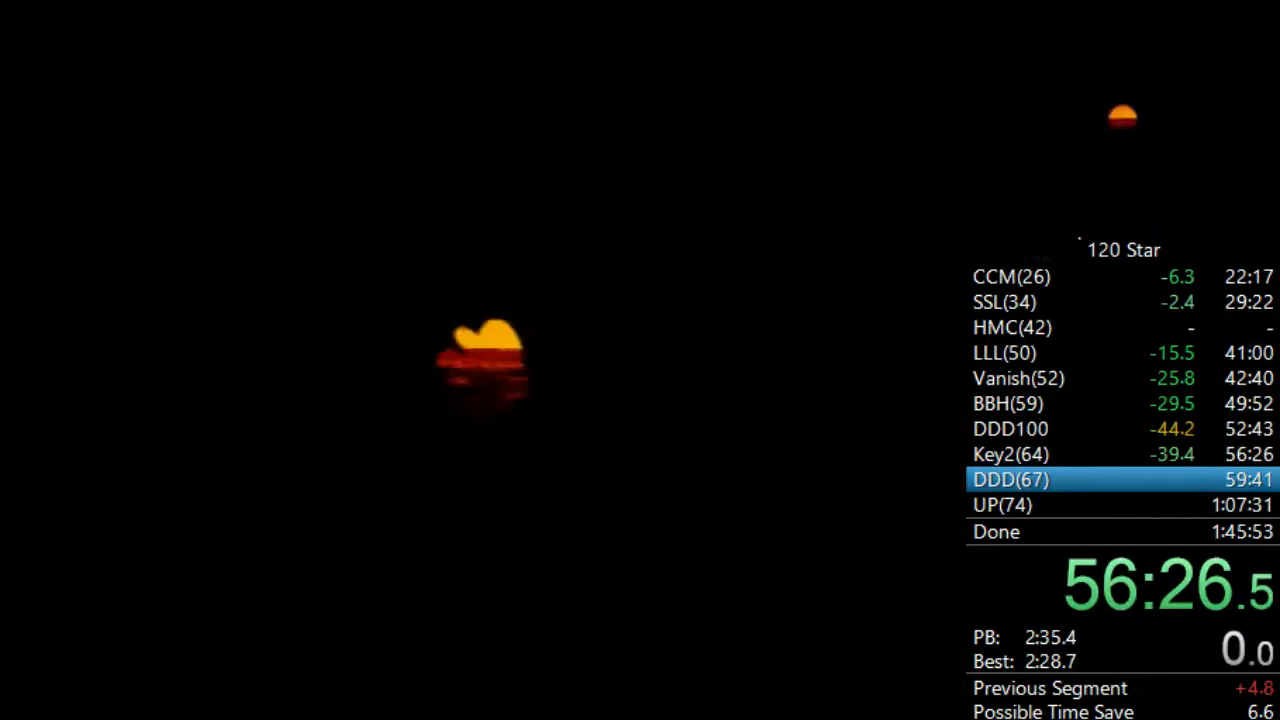 120 Star
CCM(26) -6.3 22:17
SSL(34) -2.4 29:22
HMC(42) - -
LLL(50) -15.5 41:00
Vanish(52) -25.8 42:40
BBH(59) -29.5 49:52
DDD100 -44.2 52:43
Key2(64) -39.4 56:26
DDD(67) 59:41
UP(74) 1:07:31
Done 1:45:53
56:26.5
PB: 2:35.4
0.0
Best: 2:28.7
Previous Segment +4.8
Possible Time Save 6.6